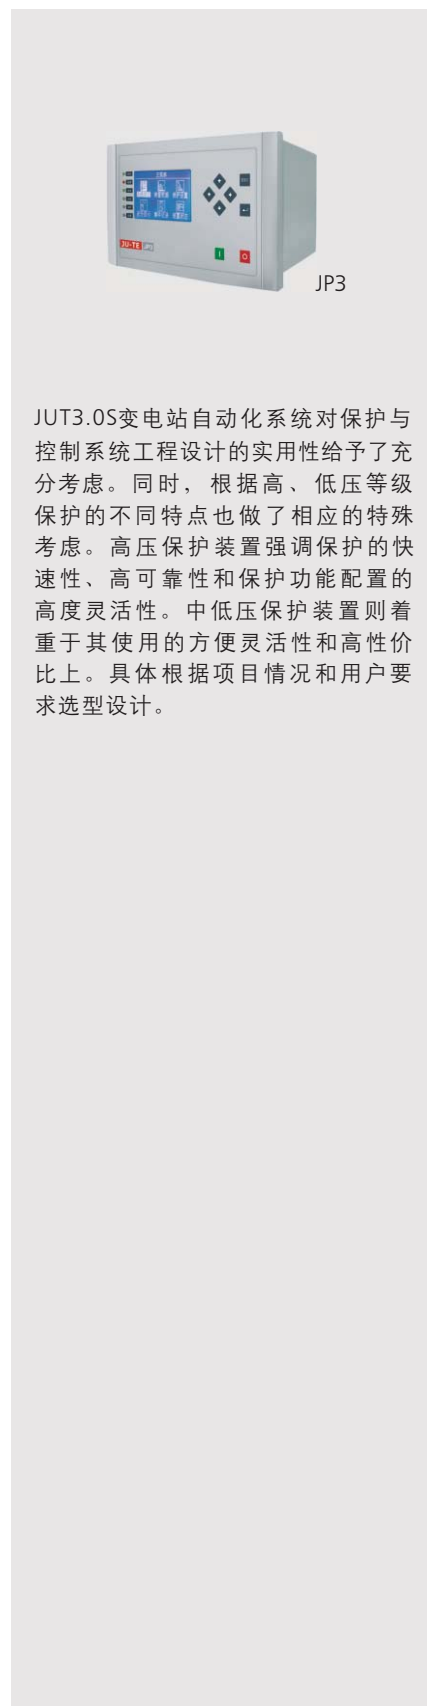 JU-TE JP3
JP3
JUT3.0S变电站自动化系统对保护与
控制系统工程设计的实用性给予了充
分考虑。同时，根据高、低压等级
保护的不同特点也做了相应的特殊
考虑。高压保护装置强调保护的快
速性、高可靠性和保护功能配置的
高度灵活性。中低压保护装置则着
重于其使用的方便灵活性和高性价
比上。具体根据项目情况和用户要
求选型设计。